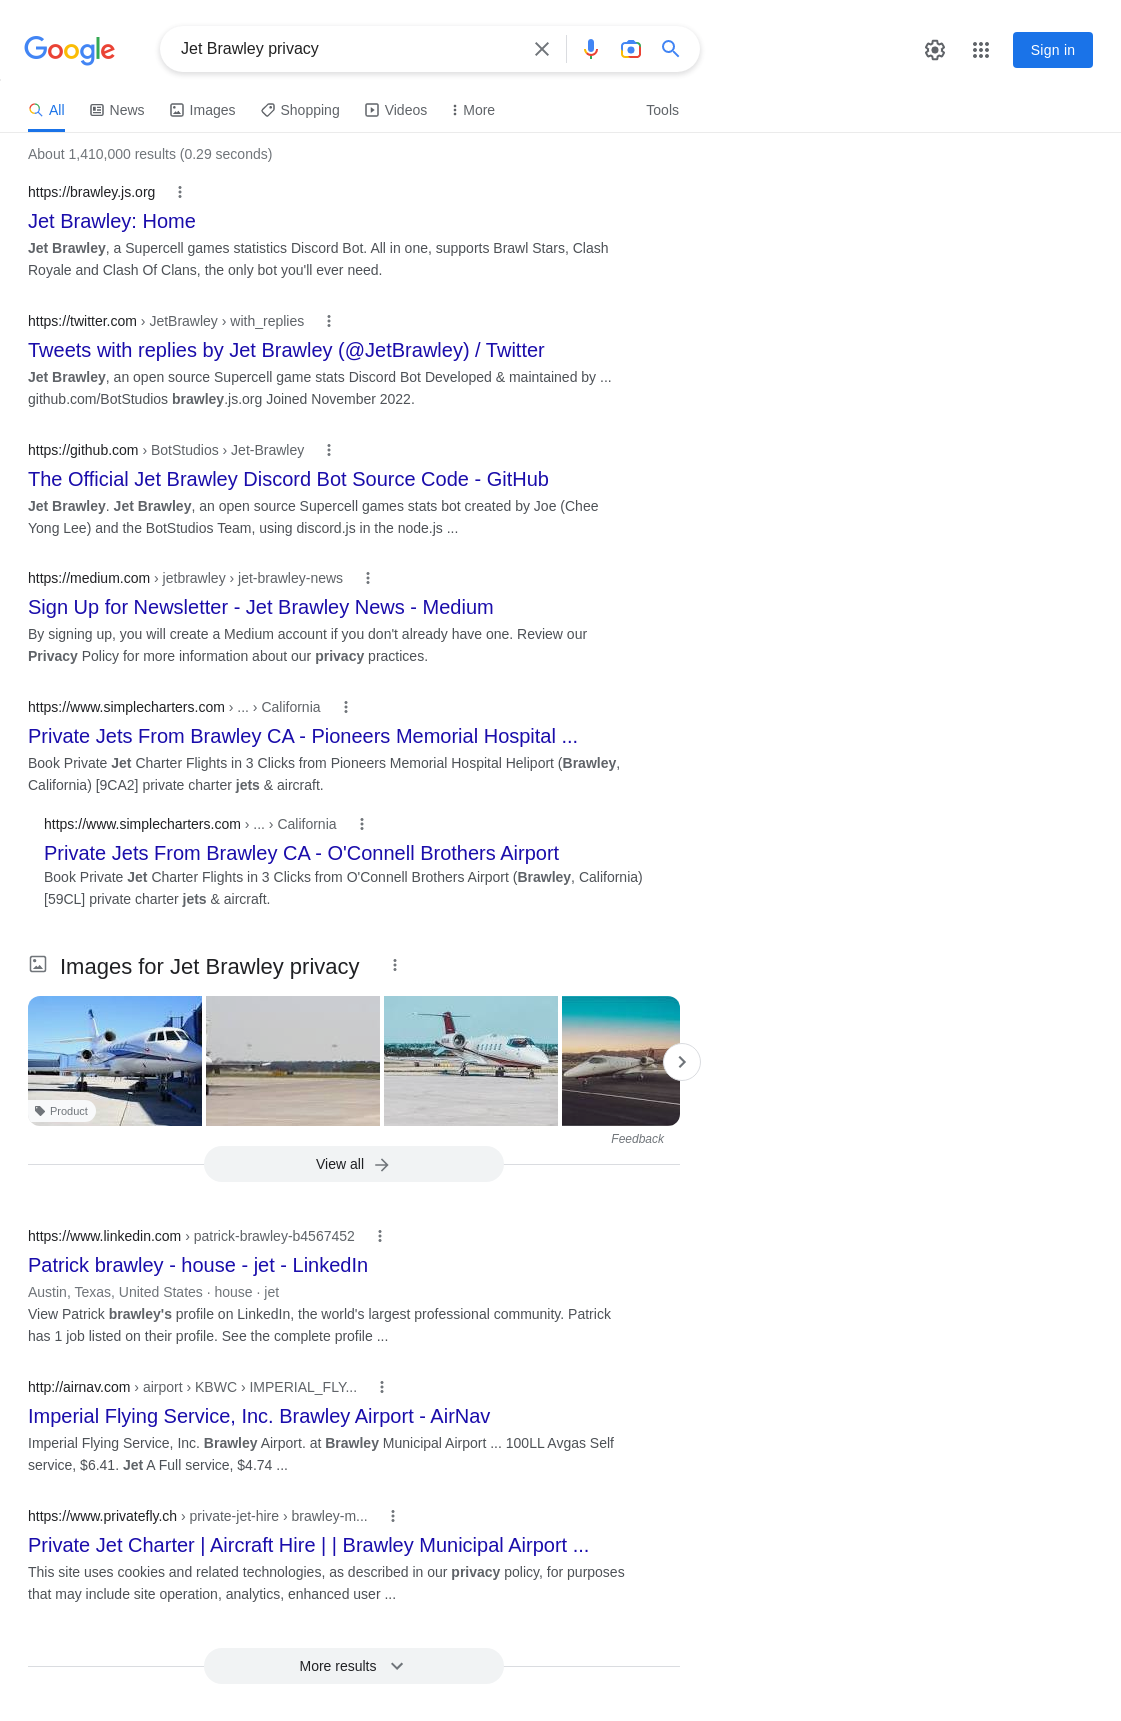 Google
Jet Brawley privacy
Sign in
All
News
Images
Shopping
Videos
More
Tools
About 1,410,000 results (0.29 seconds)
https://brawley.js.org
Jet Brawley: Home
Jet Brawley, a Supercell games statistics Discord Bot. All in one, supports Brawl Stars, Clash
Royale and Clash Of Clans, the only bot you'll ever need.
https://twitter.com › JetBrawley › with_replies
Tweets with replies by Jet Brawley (@JetBrawley) / Twitter
Jet Brawley, an open source Supercell game stats Discord Bot Developed & maintained by ...
github.com/BotStudios brawley.js.org Joined November 2022.
https://github.com › BotStudios › Jet-Brawley
The Official Jet Brawley Discord Bot Source Code - GitHub
Jet Brawley. Jet Brawley, an open source Supercell games stats bot created by Joe (Chee
Yong Lee) and the BotStudios Team, using discord.js in the node.js ...
https://medium.com › jetbrawley › jet-brawley-news
Sign Up for Newsletter - Jet Brawley News - Medium
By signing up, you will create a Medium account if you don't already have one. Review our
Privacy Policy for more information about our privacy practices.
https://www.simplecharters.com › ... › California
Private Jets From Brawley CA - Pioneers Memorial Hospital ...
Book Private Jet Charter Flights in 3 Clicks from Pioneers Memorial Hospital Heliport (Brawley,
California) [9CA2] private charter jets & aircraft.
https://www.simplecharters.com › ... › California
Private Jets From Brawley CA - O'Connell Brothers Airport
Book Private Jet Charter Flights in 3 Clicks from O'Connell Brothers Airport (Brawley, California)
[59CL] private charter jets & aircraft.
Images for Jet Brawley privacy
Product
Feedback
View all
https://www.linkedin.com › patrick-brawley-b4567452
Patrick brawley - house - jet - LinkedIn
Austin, Texas, United States · house · jet
View Patrick brawley's profile on LinkedIn, the world's largest professional community. Patrick
has 1 job listed on their profile. See the complete profile ...
http://airnav.com › airport › KBWC › IMPERIAL_FLY...
Imperial Flying Service, Inc. Brawley Airport - AirNav
Imperial Flying Service, Inc. Brawley Airport. at Brawley Municipal Airport ... 100LL Avgas Self
service, $6.41. Jet A Full service, $4.74 ...
https://www.privatefly.ch › private-jet-hire › brawley-m...
Private Jet Charter | Aircraft Hire | | Brawley Municipal Airport ...
This site uses cookies and related technologies, as described in our privacy policy, for purposes
that may include site operation, analytics, enhanced user ...
More results